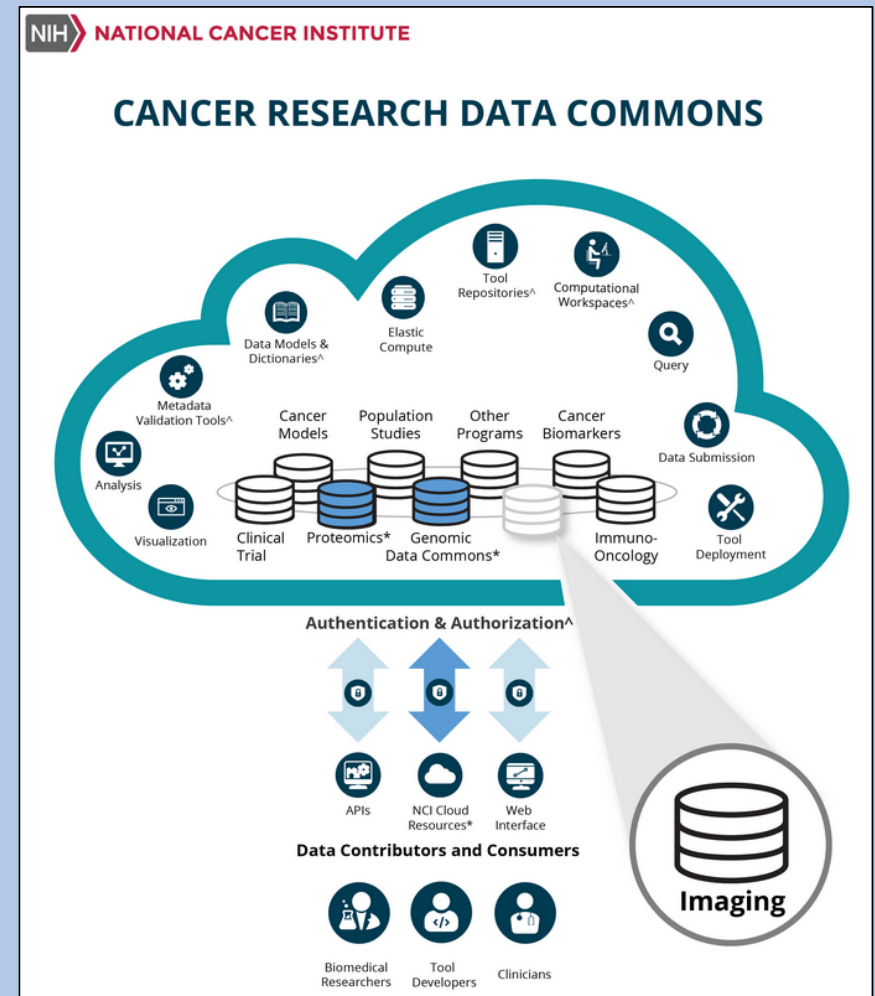 NIH NATIONAL CANCER INSTITUTE
CANCER RESEARCH DATA COMMONS
Tool
Repositories^
Computational
Workspaces^
Elastic
Compute
Data Models &
Dictionaries^
Query
Metadata
Validation Tools^
Cancer
Models
Population
Studies
Other
Programs
Cancer
Biomarkers
Data Submission
Analysis
Visualization
Clinical
Trial
Proteomics*
Genomic
Data Commons*
Immuno-
Oncology
Tool
Deployment
Authentication & Authorization^
APIs
NCI Cloud
Resources*
Web
Interface
Data Contributors and Consumers
Imaging
Biomedical
Researchers
Tool
Developers
Clinicians